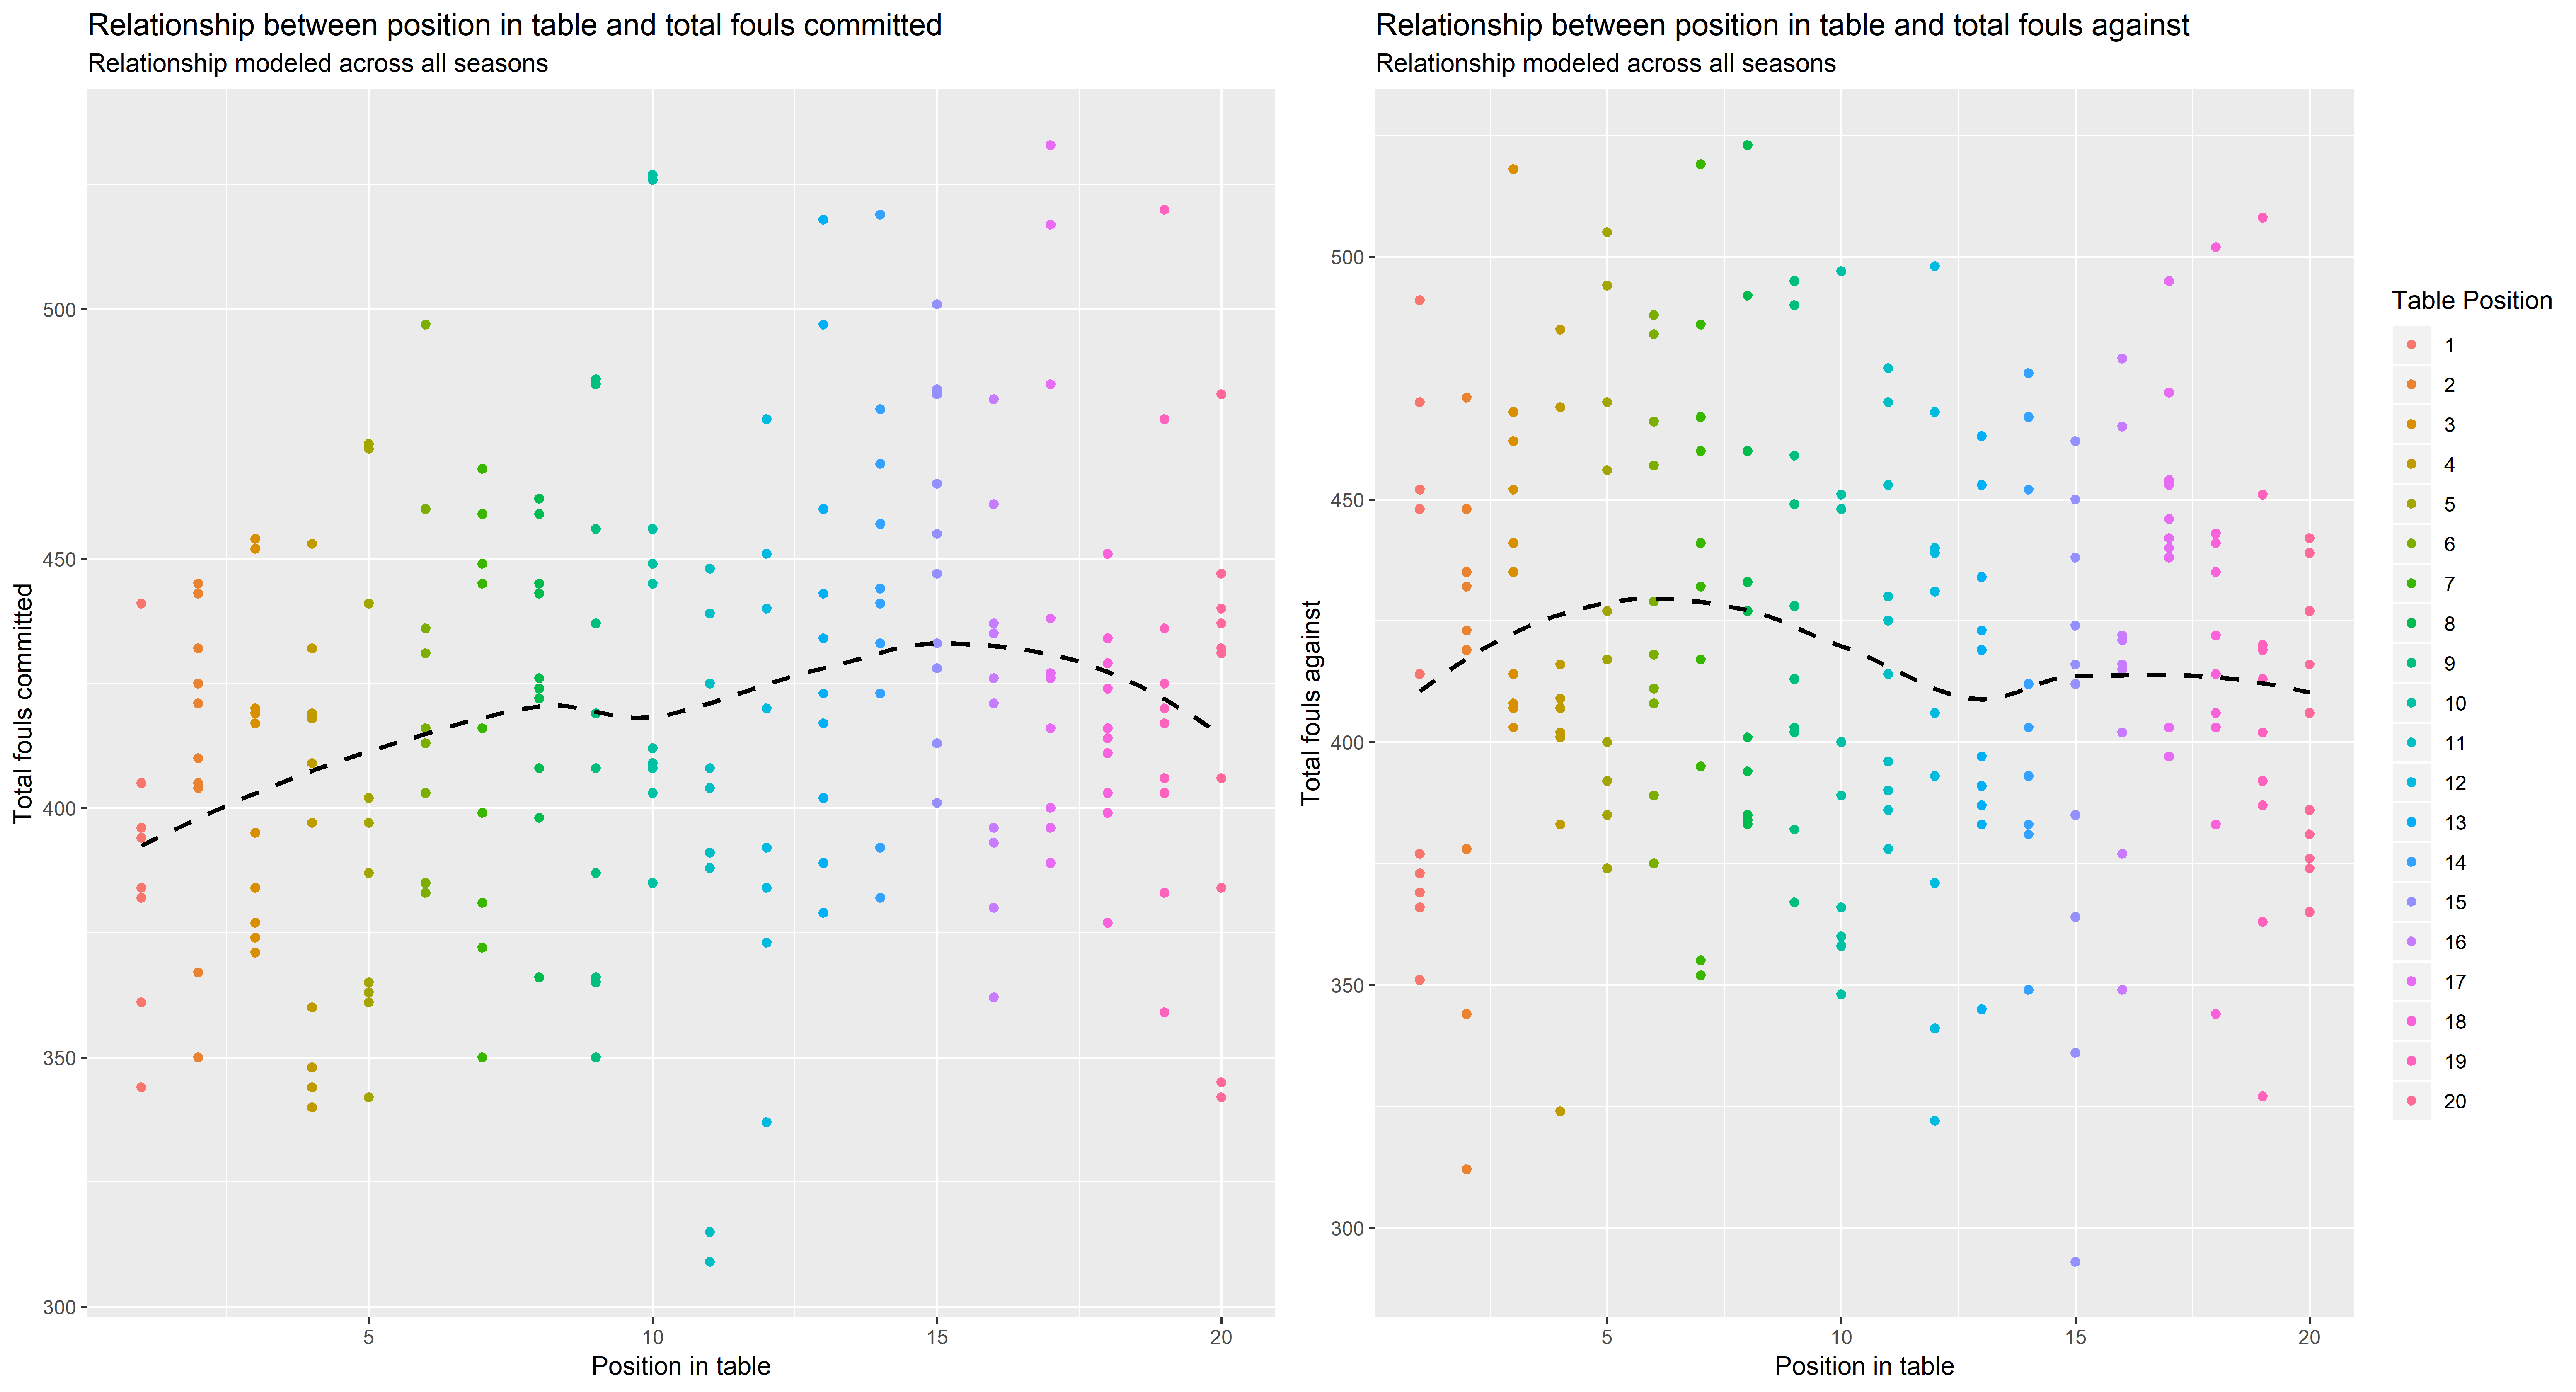 Relationship between position in table and total fouls committed
Relationship modeled across all seasons
Total fouls committed
500
450
400
350
300
5 10 15 20
Position in table
Relationship between position in table and total fouls against
Relationship modeled across all seasons
Total fouls against
500
450
400
350
300
5 10 15 20
Position in table
Table Position
1
2
3
4
5
6
7
8
9
10
11
12
13
14
15
16
17
18
19
20